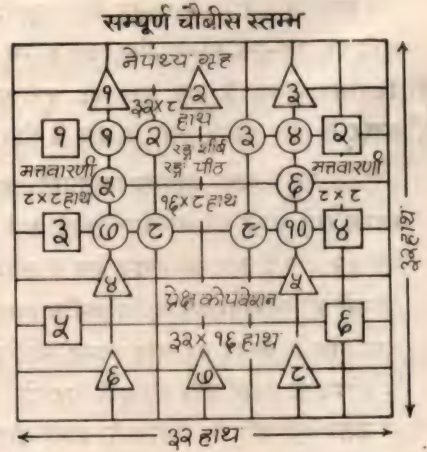 सम्पूर्ण चौबीस स्तम्भ
नेपथ्य गृह
१ २ ३
३२×८
हाथ
१ १ २ ३ ४ २
रङ्ग शीर्ष
मत्तवारणी ५ रङ्ग पीठ ६ मत्तवारणी
८×८ हाथ १६×८ हाथ ८×८
३ ७ ८ ८ १० ४
४ ५
प्रेक्ष कोपवेशन
५ ६
३२×१६ हाथ
६ ७ ८
३२ हाथ
३२ हाथ